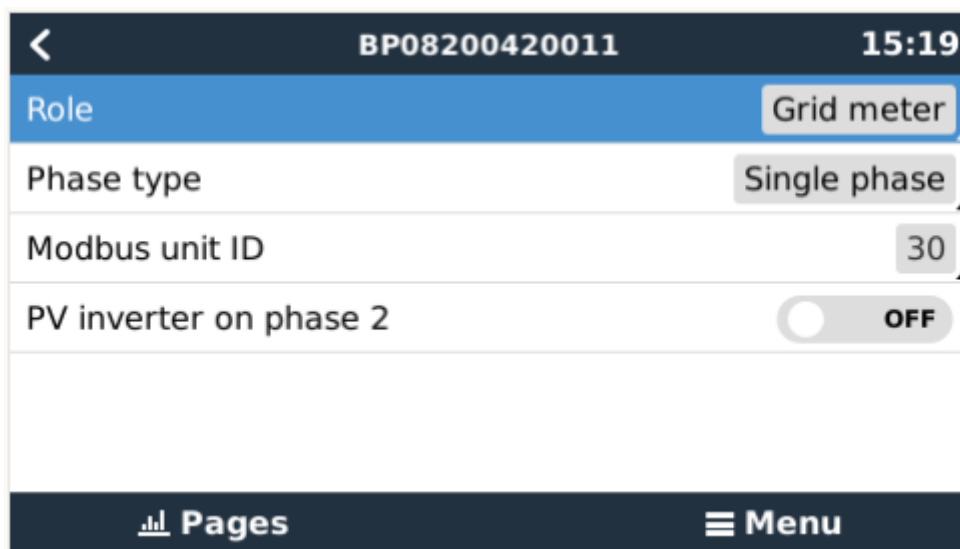 BP08200420011 15:19
Role Grid meter
Phase type Single phase
Modbus unit ID 30
PV inverter on phase 2 OFF
Pages Menu